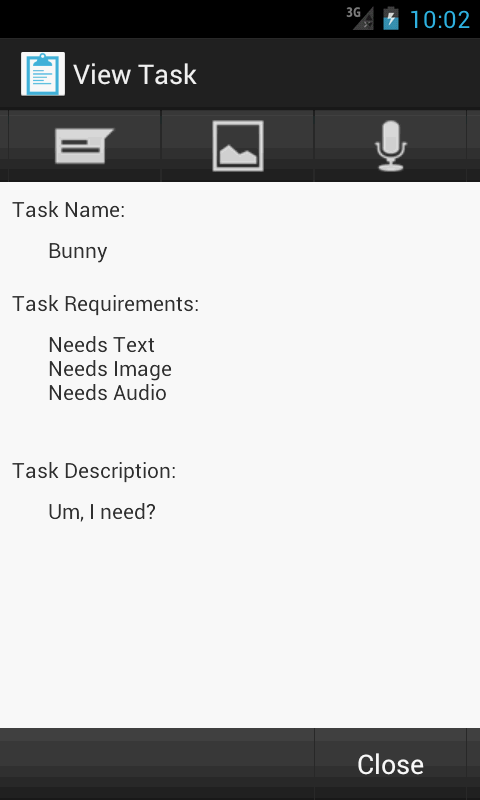 3G
10:02
View Task
Task Name:
Bunny
Task Requirements:
Needs Text
Needs Image
Needs Audio
Task Description:
Um, I need?
Close